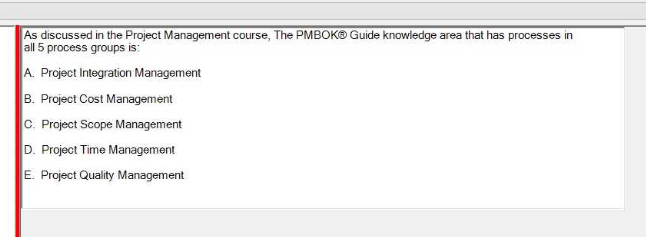 As discussed in the Project Management course, The PMBOK® Guide knowledge area that has processes in
all 5 process groups is:
A. Project Integration Management
B. Project Cost Management
C. Project Scope Management
D. Project Time Management
E. Project Quality Management